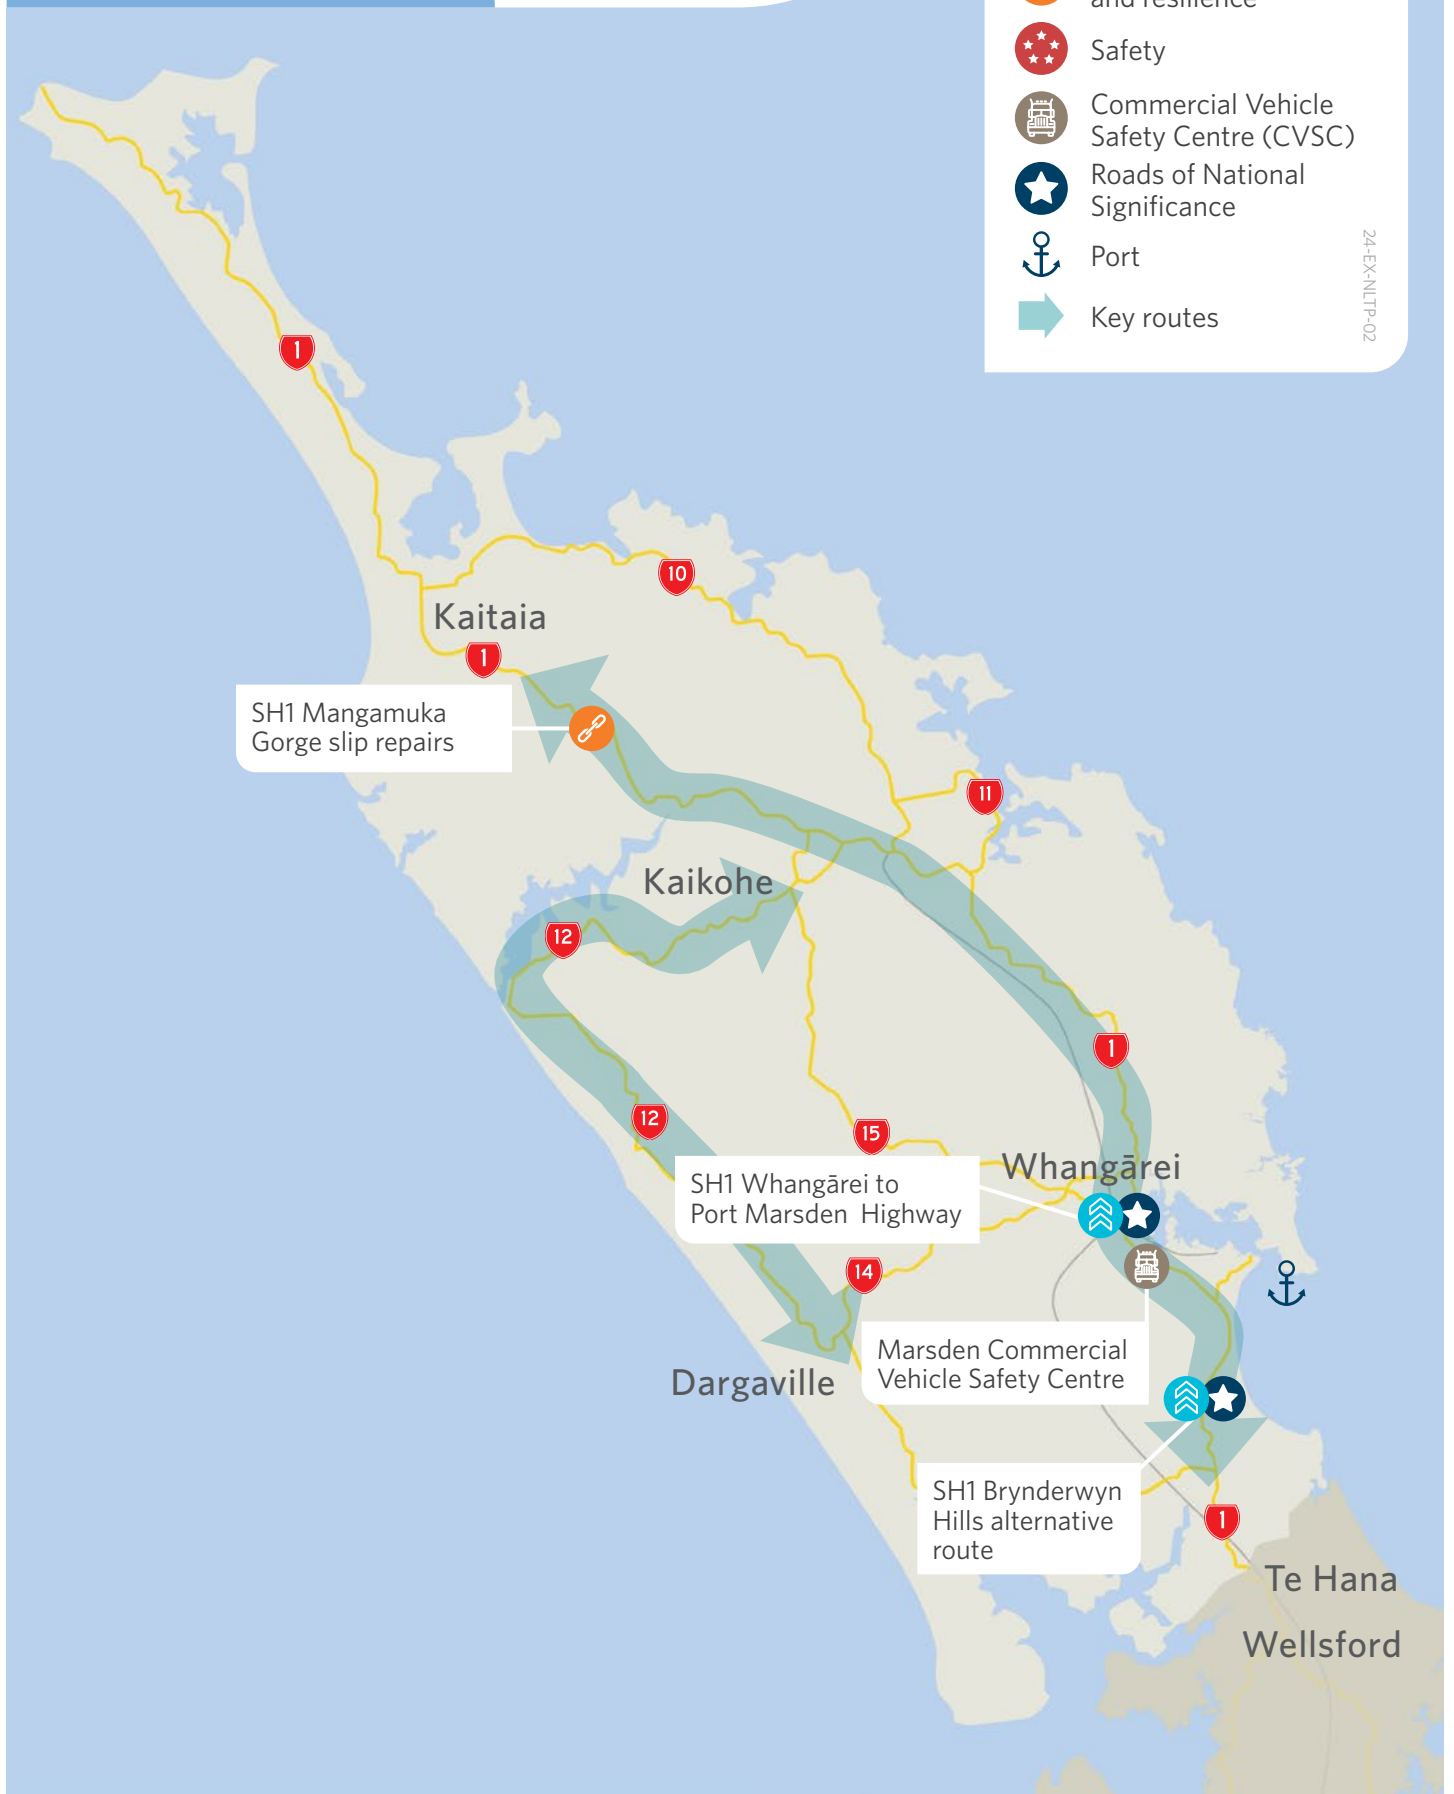 and resilience
Safety
Commercial Vehicle
Safety Centre (CVSC)
Roads of National
Significance
Port
Key routes
24-EX-NLTP-02
1
10
Kaitaia
1
SH1 Mangamuka
Gorge slip repairs
11
Kaikohe
12
1
12
15
Whangārei
SH1 Whangārei to
Port Marsden Highway
14
Marsden Commercial
Vehicle Safety Centre
Dargaville
SH1 Brynderwyn
Hills alternative
route
1
Te Hana
Wellsford